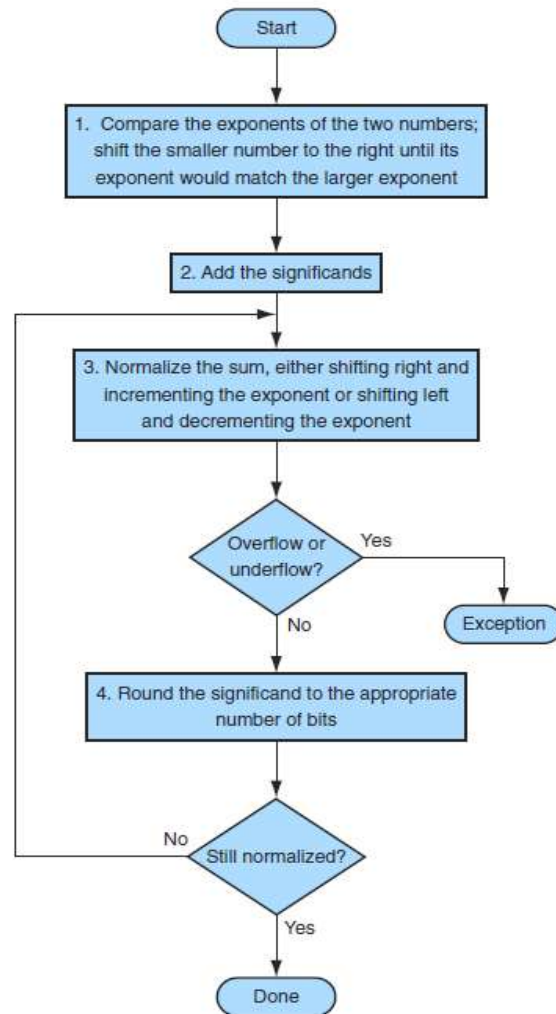 Start
1. Compare the exponents of the two numbers;
shift the smaller number to the right until its
exponent would match the larger exponent
2. Add the significands
3. Normalize the sum, either shifting right and
incrementing the exponent or shifting left
and decrementing the exponent
Overflow or
underflow?
Yes
Exception
No
4. Round the significand to the appropriate
number of bits
No
Still normalized?
Yes
Done